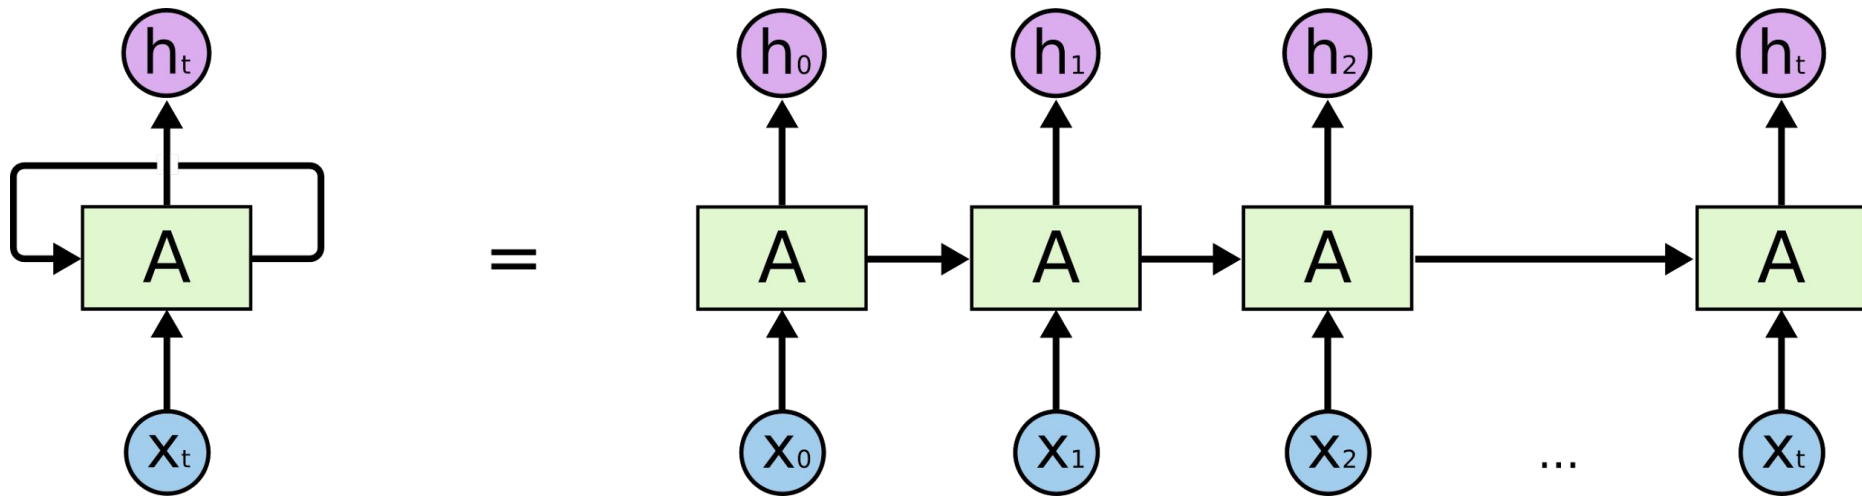 hₜ h₀ h₁ h₂ hₜ
A = A A A A
xₜ x₀ x₁ x₂ ... xₜ